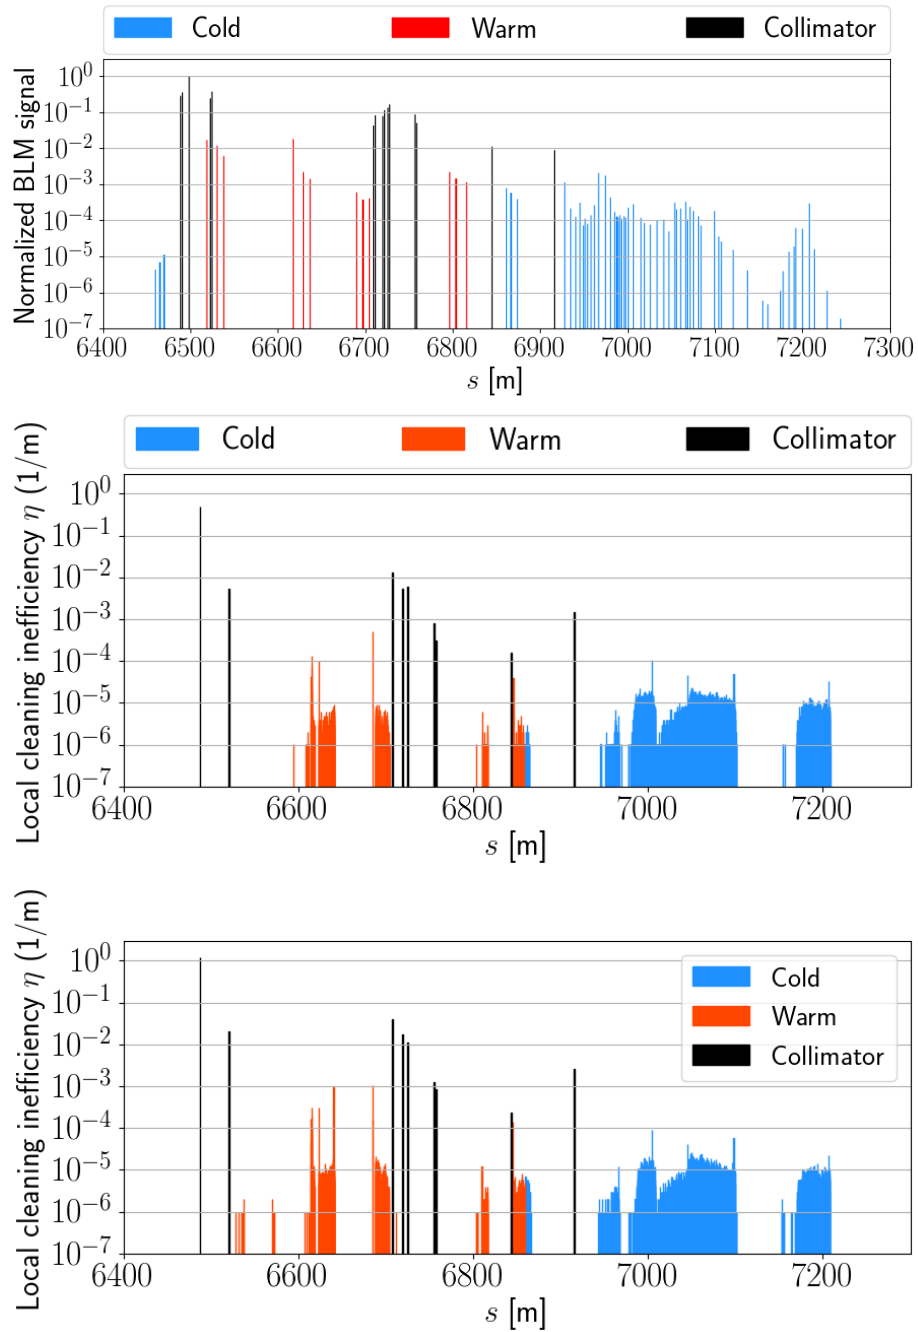 Cold Warm Collimator
Normalized BLM signal
10^0
10^-1
10^-2
10^-3
10^-4
10^-5
10^-6
10^-7
6400 6500 6600 6700 6800 6900 7000 7100 7200 7300
s [m]
Cold Warm Collimator
Local cleaning inefficiency η (1/m)
10^0
10^-1
10^-2
10^-3
10^-4
10^-5
10^-6
10^-7
6400 6600 6800 7000 7200
s [m]
Local cleaning inefficiency η (1/m)
10^0
10^-1
10^-2
10^-3
10^-4
10^-5
10^-6
10^-7
Cold
Warm
Collimator
6400 6600 6800 7000 7200
s [m]